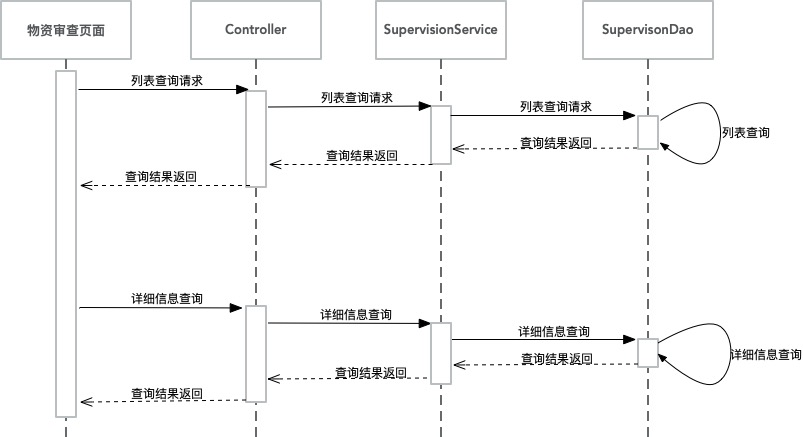 物资审查页面
Controller
SupervisionService
SupervisonDao
列表查询请求
列表查询请求
列表查询请求
列表查询
查询结果返回
查询结果返回
查询结果返回
详细信息查询
详细信息查询
详细信息查询
详细信息查询
查询结果返回
查询结果返回
查询结果返回